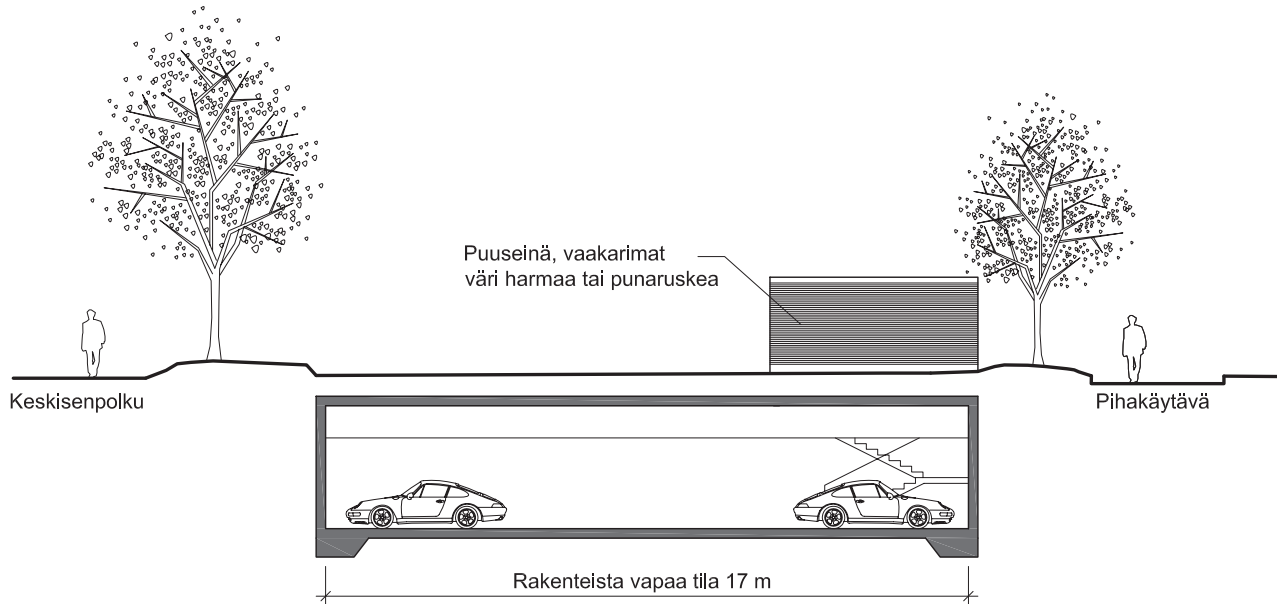 Puuseinä, vaakarimat
väri harmaa tai punaruskea
Keskisenpolku
Pihakäytävä
Rakenteista vapaa tila 17 m